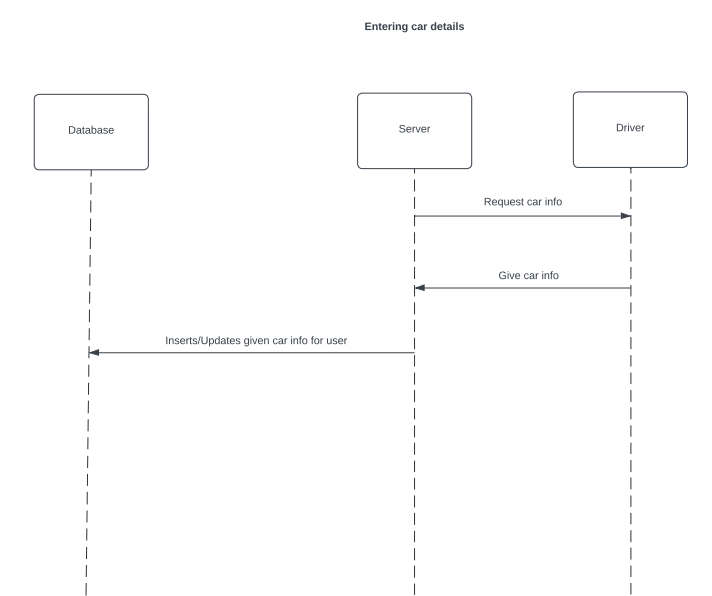 Entering car details
Database
Server
Driver
Request car info
Give car info
Inserts/Updates given car info for user